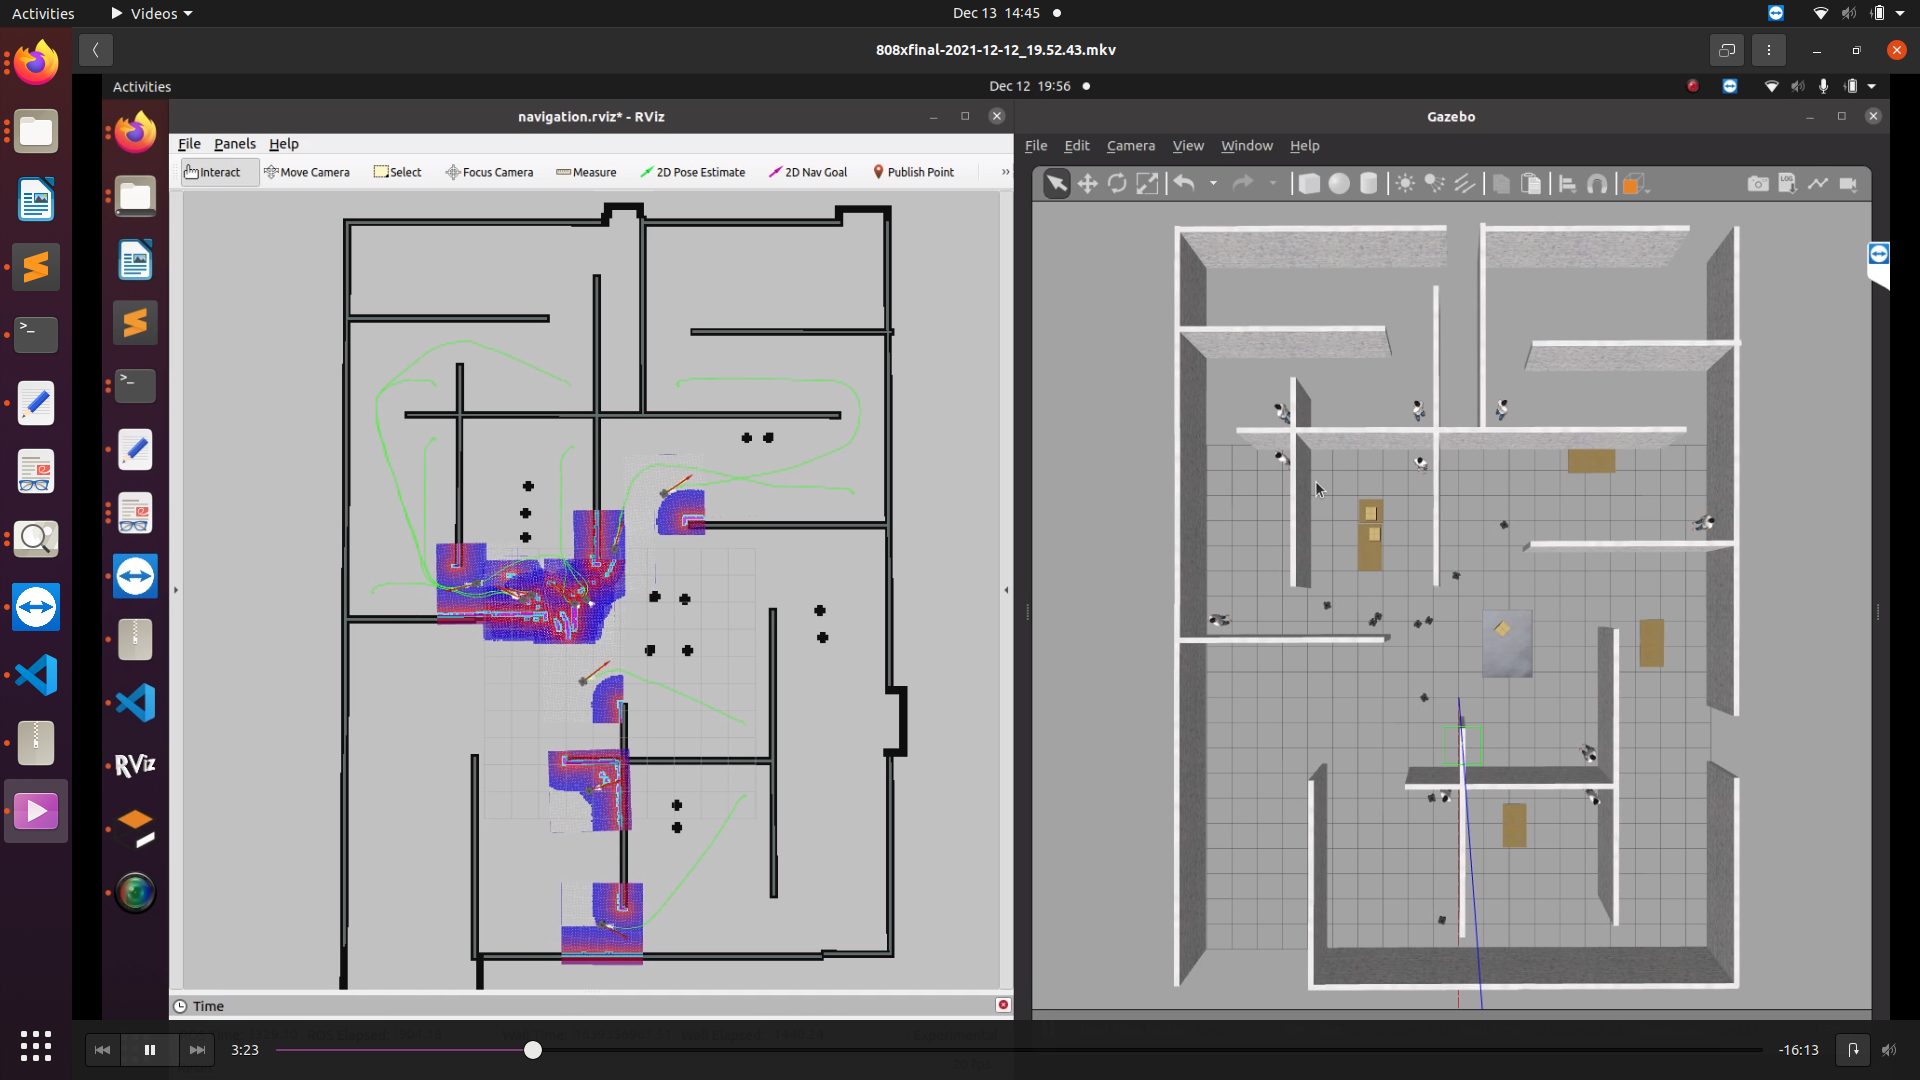 Activities
Videos
Dec 13 14:45
808xfinal-2021-12-12_19.52.43.mkv
Activities
Dec 12 19:56
navigation.rviz* - RViz
File Panels Help
Interact Move Camera Select Focus Camera Measure 2D Pose Estimate 2D Nav Goal Publish Point »
Time
Gazebo
File Edit Camera View Window Help
LOG
RViz
3:23
-16:13